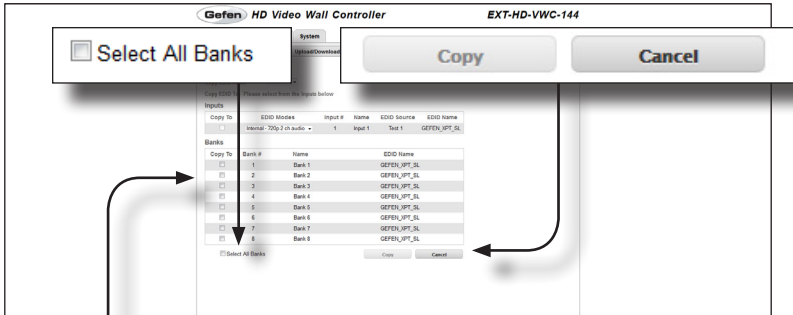 Gefen HD Video Wall Controller EXT-HD-VWC-144
System
Upload/Download
Select All Banks
Copy Cancel
Copy EDID To: Please select from the inputs below
Inputs
Copy To EDID Modes Input # Name EDID Source EDID Name
Internal - 720p 2 ch audio 1 Input 1 Test 1 GEFEN_XPT_SL
Banks
Copy To Bank # Name EDID Name
1 Bank 1 GEFEN_XPT_SL
2 Bank 2 GEFEN_XPT_SL
3 Bank 3 GEFEN_XPT_SL
4 Bank 4 GEFEN_XPT_SL
5 Bank 5 GEFEN_XPT_SL
6 Bank 6 GEFEN_XPT_SL
7 Bank 7 GEFEN_XPT_SL
8 Bank 8 GEFEN_XPT_SL
Select All Banks Copy Cancel